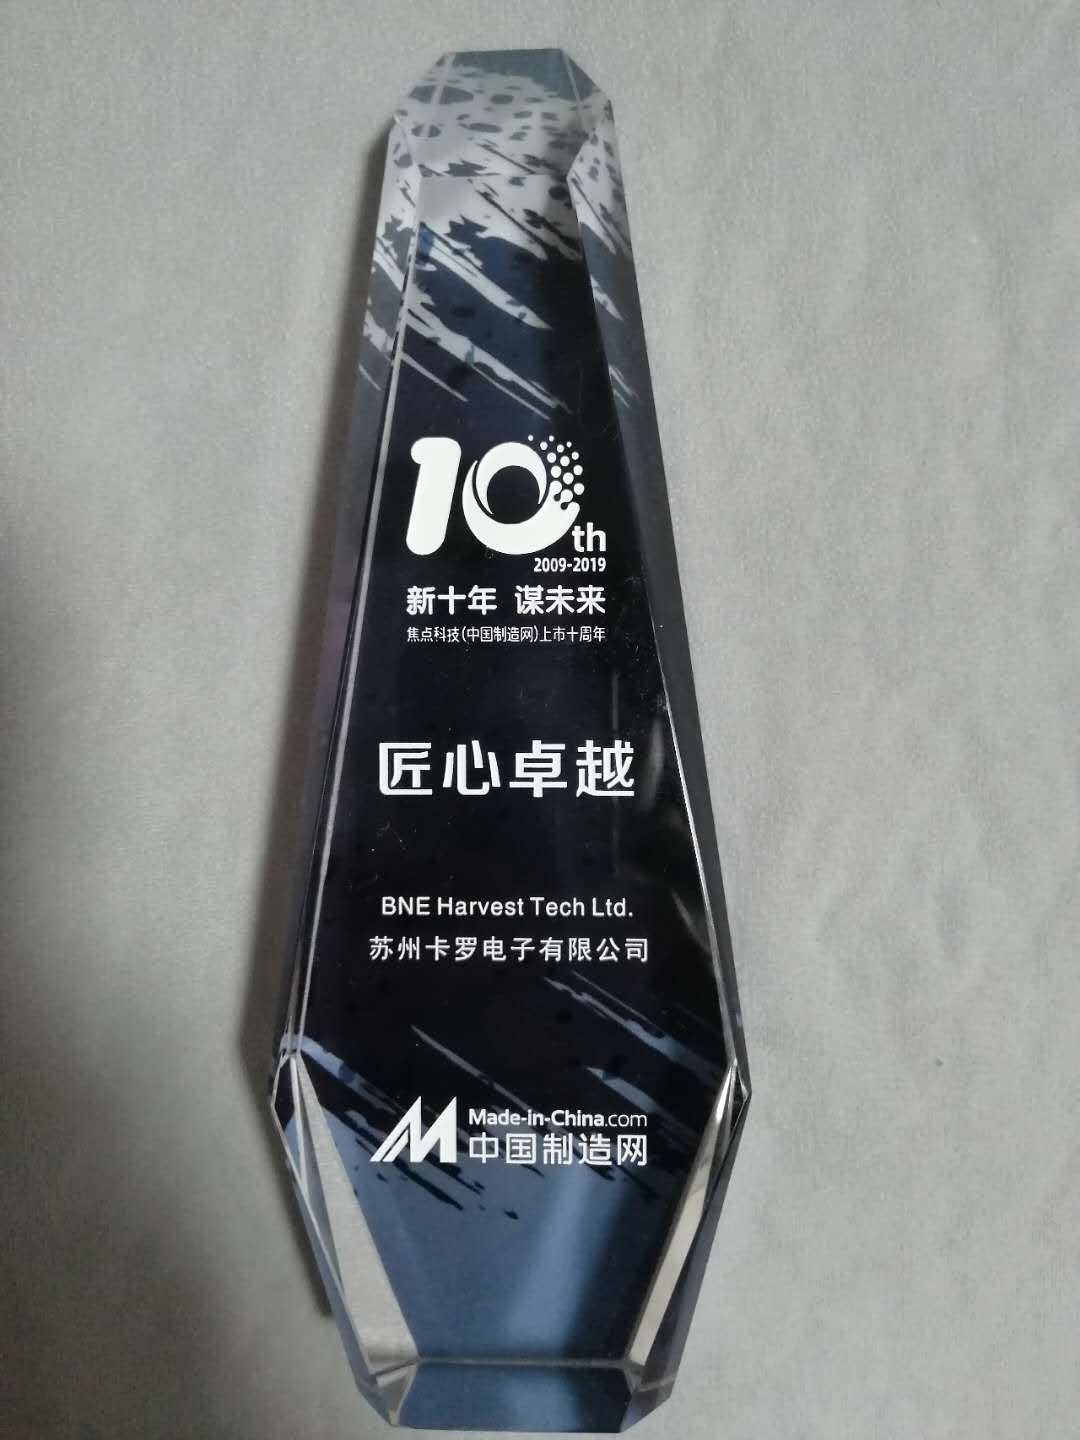 10th
2009-2019
新十年 谋未来
焦点科技(中国制造网)上市十周年
匠心卓越
BNE Harvest Tech Ltd.
苏州卡罗电子有限公司
Made-in-China.com
中国制造网